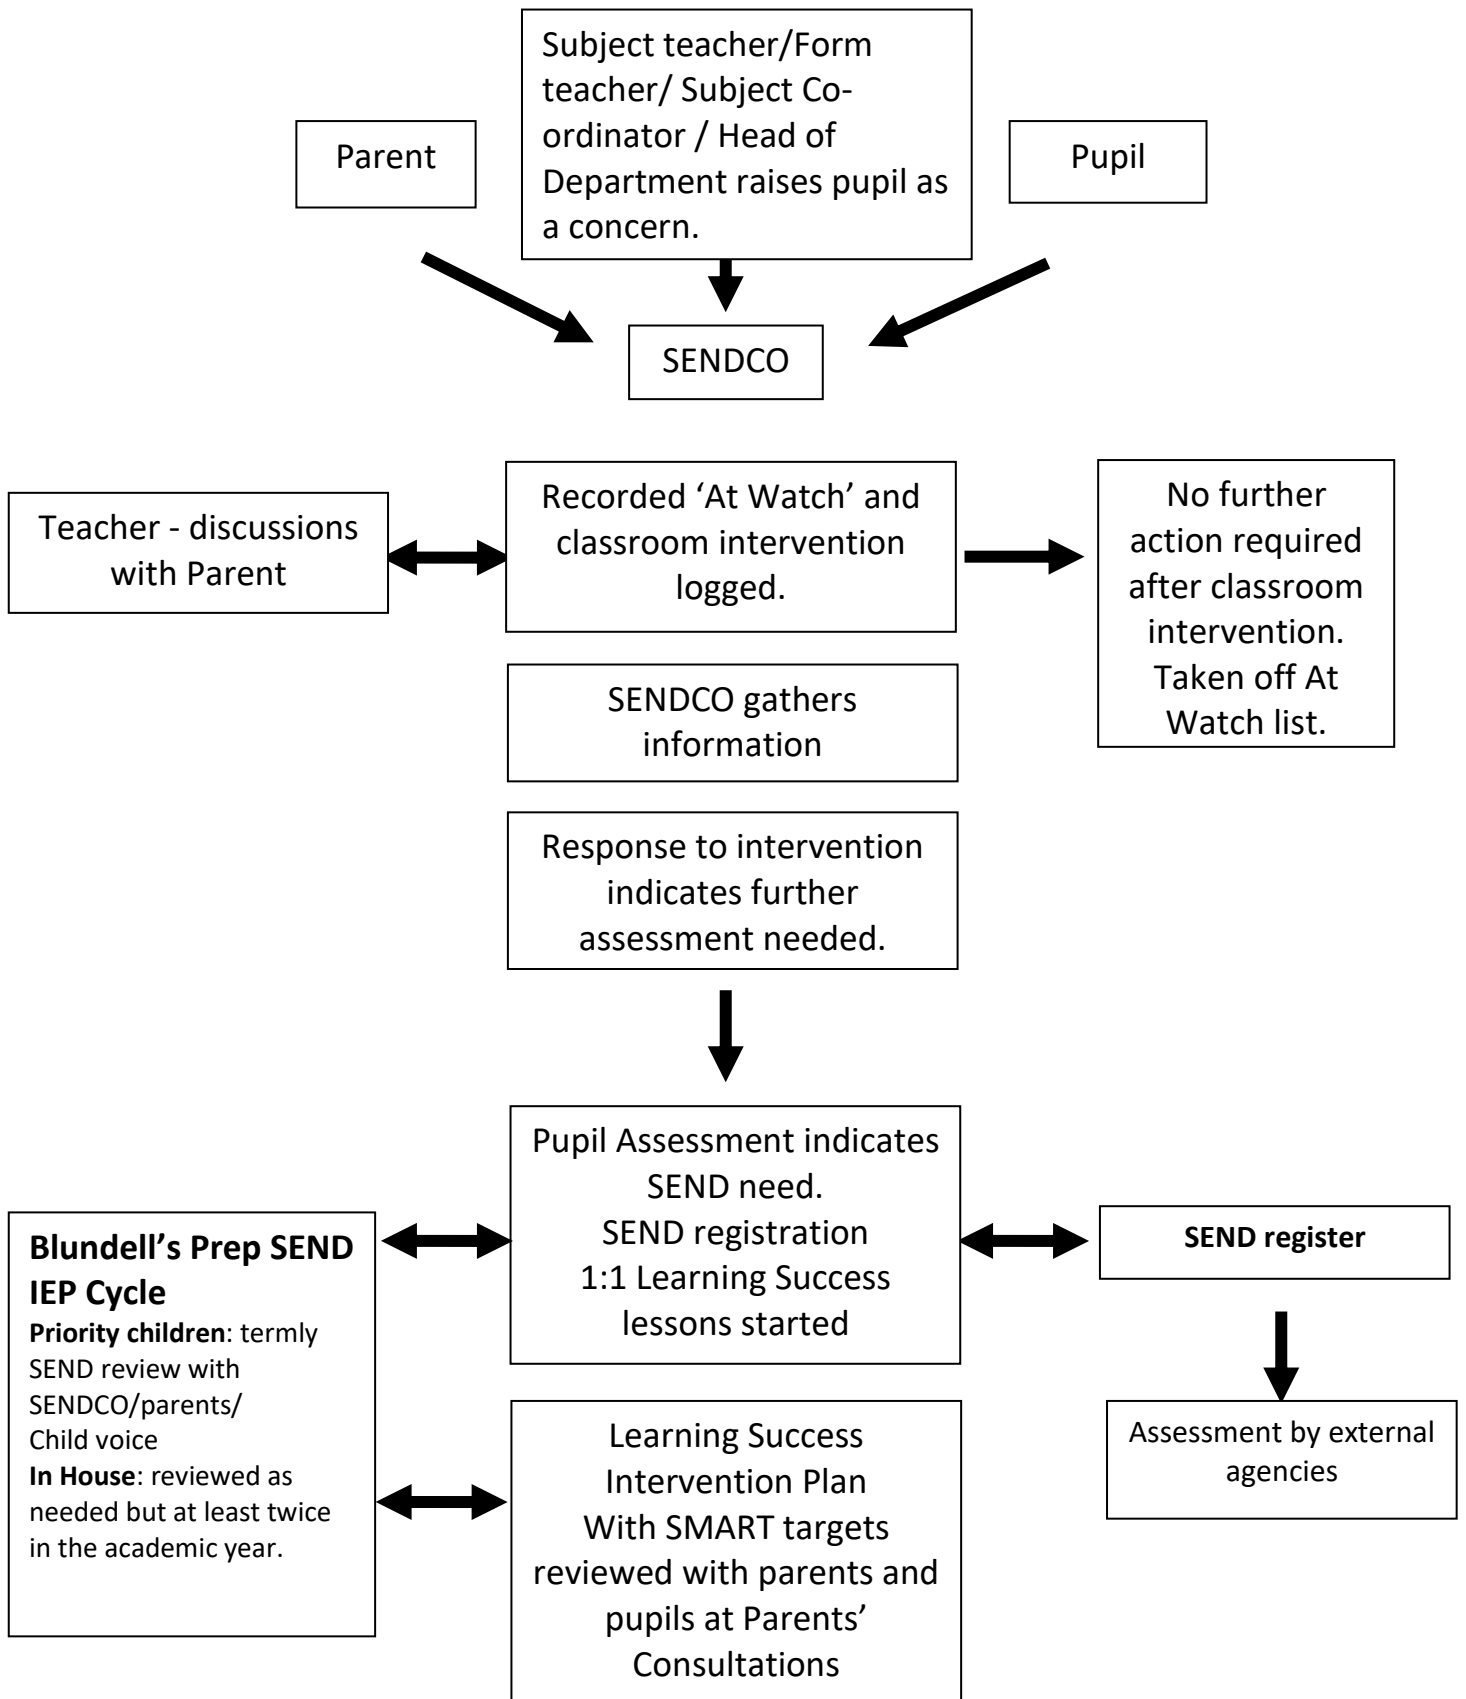 Subject teacher/Form
teacher/ Subject Co-
ordinator / Head of
Department raises pupil as
a concern.
Parent
Pupil
SENDCO
Teacher - discussions
with Parent
Recorded ‘At Watch’ and
classroom intervention
logged.
No further
action required
after classroom
intervention.
Taken off At
Watch list.
SENDCO gathers
information
Response to intervention
indicates further
assessment needed.
Pupil Assessment indicates
SEND need.
SEND registration
1:1 Learning Success
lessons started
Blundell’s Prep SEND
IEP Cycle
Priority children: termly
SEND review with
SENDCO/parents/
Child voice
In House: reviewed as
needed but at least twice
in the academic year.
SEND register
Assessment by external
agencies
Learning Success
Intervention Plan
With SMART targets
reviewed with parents and
pupils at Parents’
Consultations